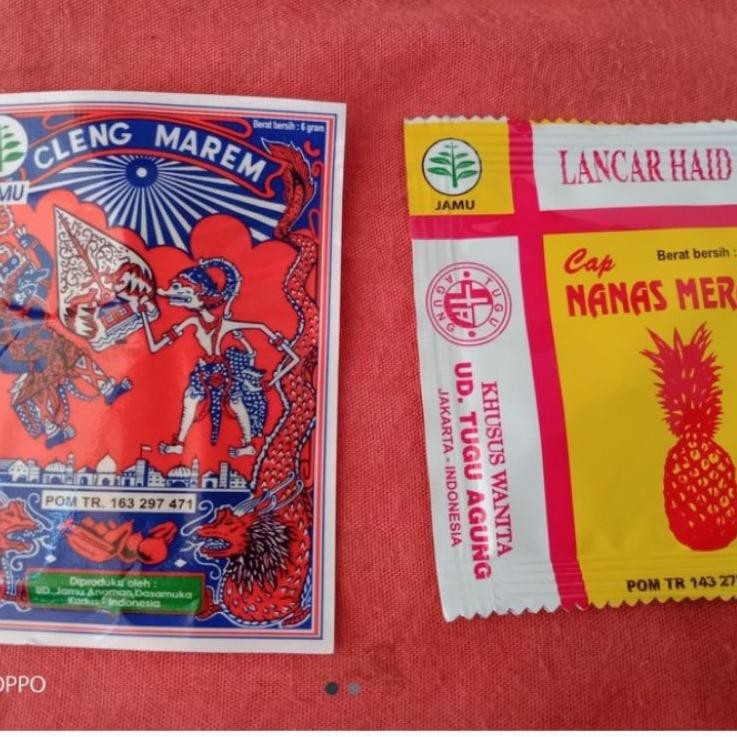 CLENG MAREM
Berat bersih : 6 gram
JAMU
POM TR. 163 297 471
Diproduksi oleh :
UD. Jamu Anoman Dasamuka
Kudus - Indonesia
JAMU
LANCAR HAID
Berat bersih :
Cap
NANAS MER
TUGU AGUNG
KHUSUS WANITA
UD. TUGU AGUNG
JAKARTA - INDONESIA
POM TR 143 27
OPPO